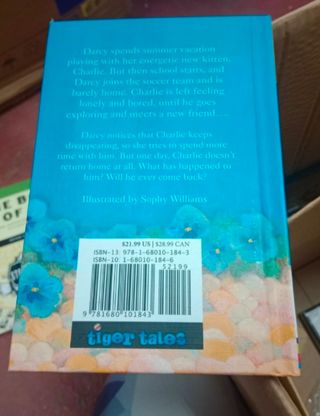 Darcy spends summer vacation
playing with her energetic new kitten,
Charlie. But then school starts, and
Darcy joins the soccer team and is
barely home. Charlie is left feeling
lonely and bored, until he goes
exploring and meets a new friend....
Darcy notices that Charlie keeps
disappearing, so she tries to spend more
time with him. But one day, Charlie doesn't
return home at all. What has happened to
him? Will he ever come back?
Illustrated by Sophy Williams
$21.99 US | $28.99 CAN
ISBN-13: 978-1-68010-184-3
ISBN-10: 1-68010-184-6
52199
9 781680 101843
tiger tales
E B
OF